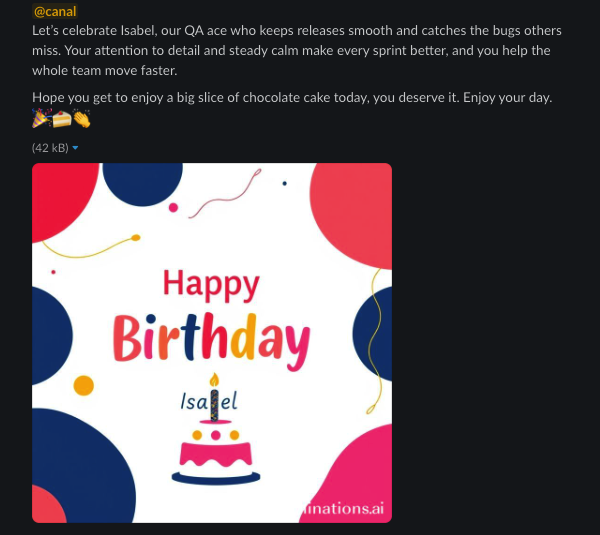 @canal
Let's celebrate Isabel, our QA ace who keeps releases smooth and catches the bugs others
miss. Your attention to detail and steady calm make every sprint better, and you help the
whole team move faster.
Hope you get to enjoy a big slice of chocolate cake today, you deserve it. Enjoy your day.
🎉🍰👏
(42 kB)
Happy
Birthday
Isa el
inations.ai